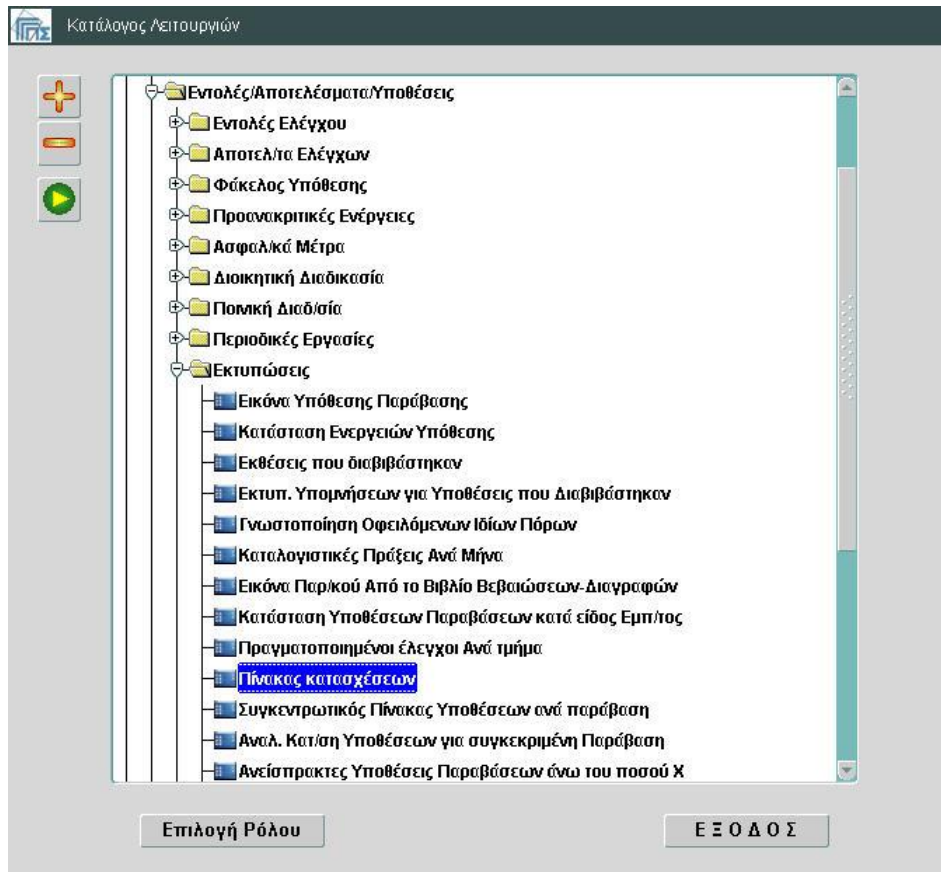 Κατάλογος Λειτουργιών
Εντολές/Αποτελέσματα/Υποθέσεις
Εντολές Ελέγχου
Αποτελ/τα Ελέγχων
Φάκελος Υπόθεσης
Προανακριτικές Ενέργειες
Ασφαλ/κά Μέτρα
Διοικητική Διαδικασία
Ποινική Διαδ/σία
Περιοδικές Εργασίες
Εκτυπώσεις
Εικόνα Υπόθεσης Παράβασης
Κατάσταση Ενεργειών Υπόθεσης
Εκθέσεις που διαβιβάστηκαν
Εκτυπ. Υπομνήσεων για Υποθέσεις που Διαβιβάστηκαν
Γνωστοποίηση Οφειλόμενων Ιδίων Πόρων
Καταλογιστικές Πράξεις Ανά Μήνα
Εικόνα Παρ/κού Από το Βιβλίο Βεβαιώσεων-Διαγραφών
Κατάσταση Υποθέσεων Παραβάσεων κατά είδος Εμπ/τος
Πραγματοποιημένοι έλεγχοι Ανά τμήμα
Πίνακας κατασχέσεων
Συγκεντρωτικός Πίνακας Υποθέσεων ανά παράβαση
Αναλ. Κατ/ση Υποθέσεων για συγκεκριμένη Παράβαση
Ανείσπρακτες Υποθέσεις Παραβάσεων άνω του ποσού Χ
Επιλογή Ρόλου
Ε Ξ Ο Δ Ο Σ